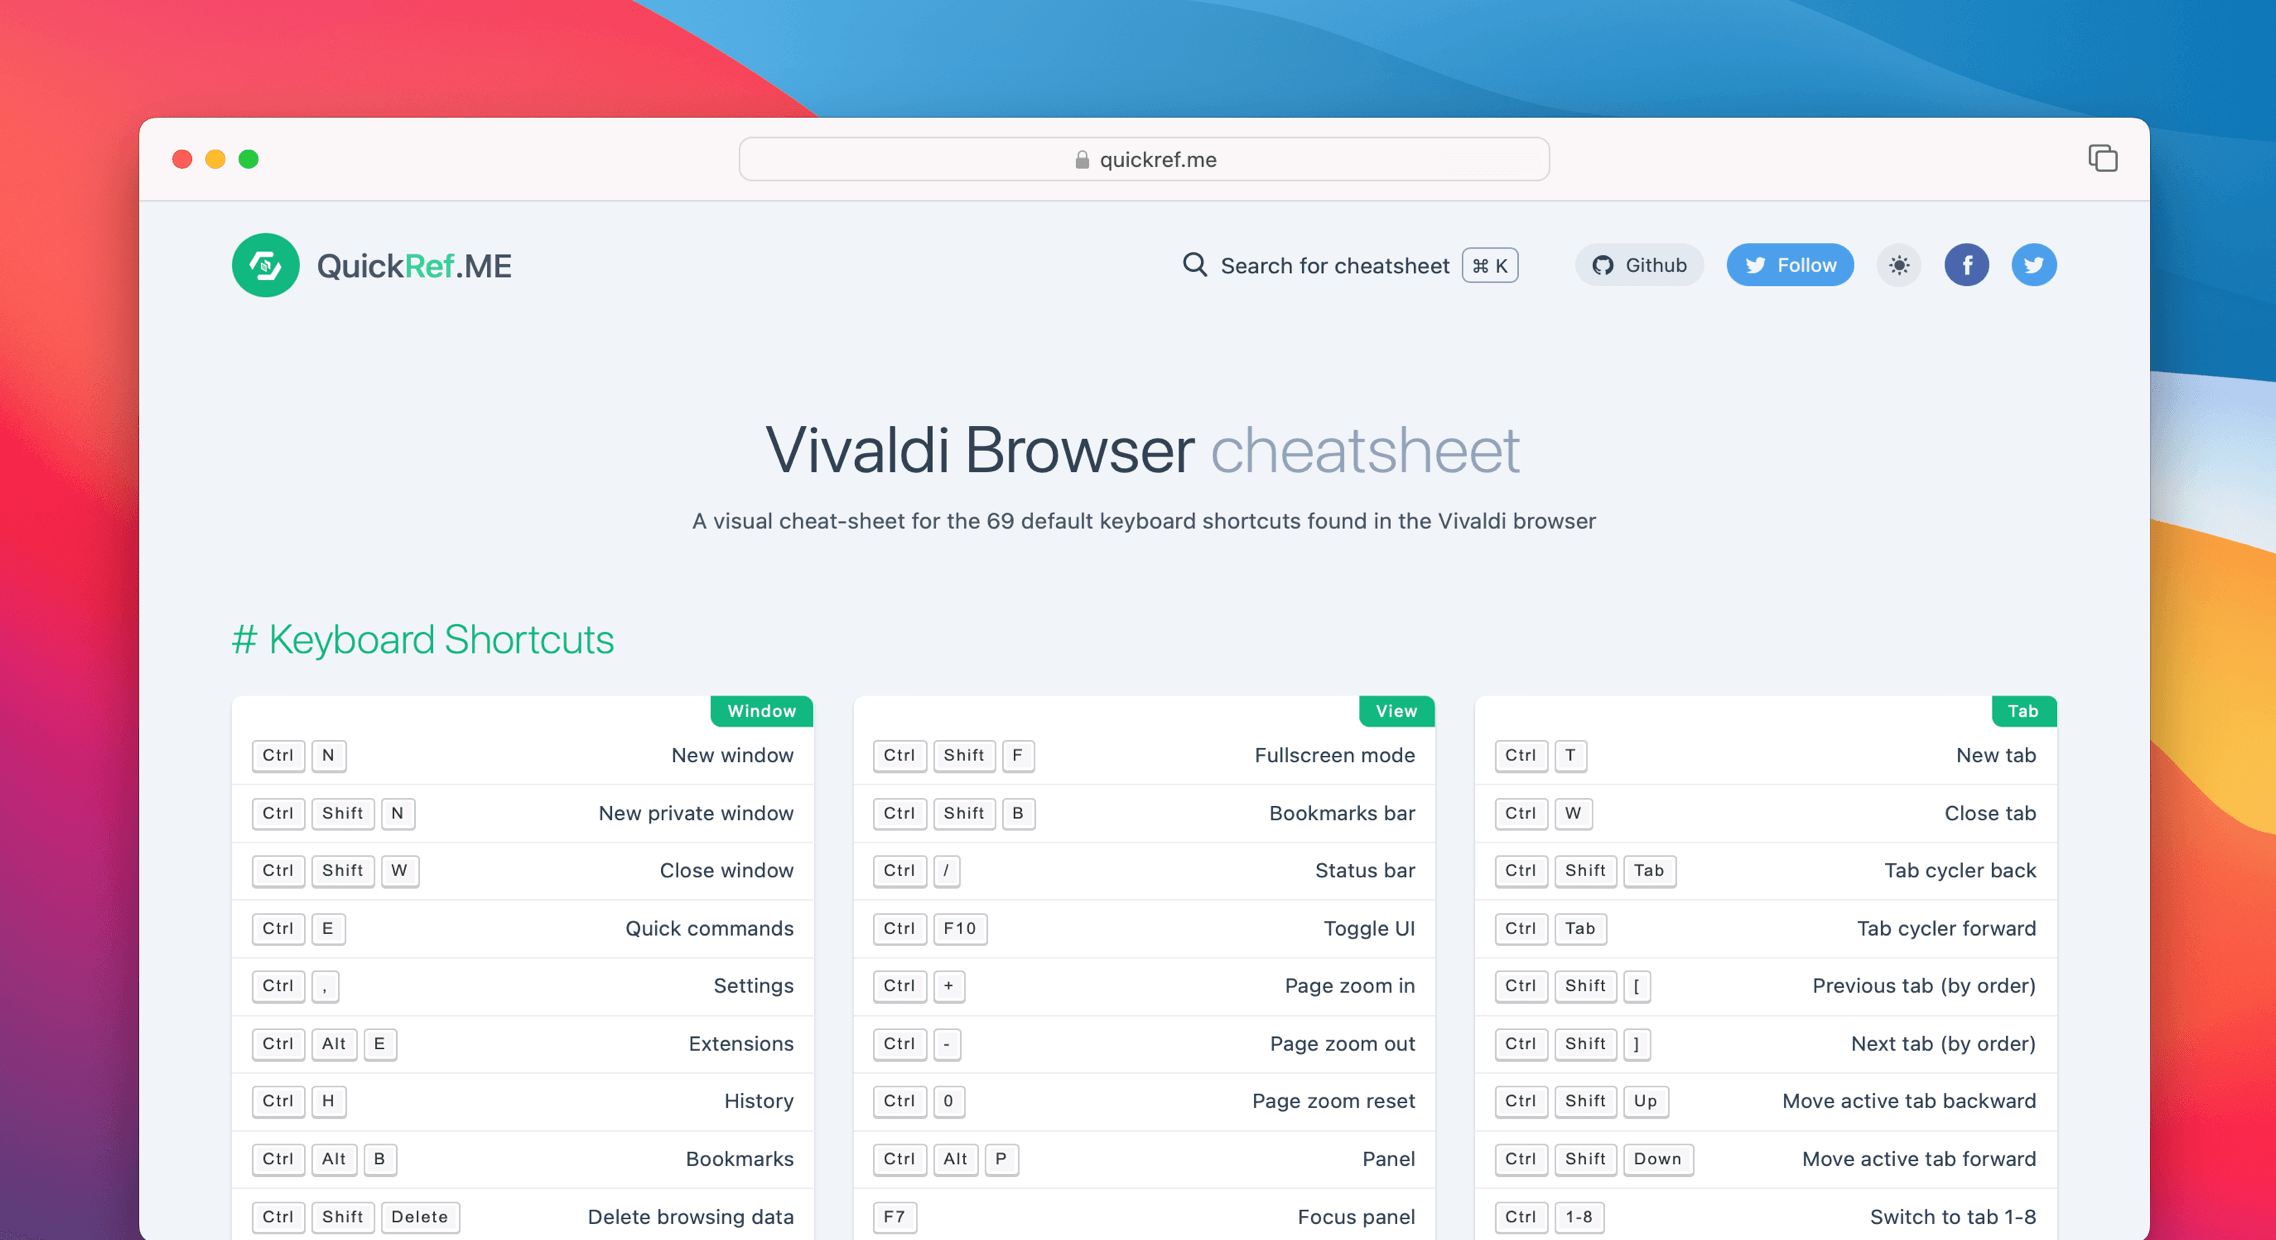 quickref.me
QuickRef.ME
Search for cheatsheet ⌘ K
Github
Follow
Vivaldi Browser cheatsheet
A visual cheat-sheet for the 69 default keyboard shortcuts found in the Vivaldi browser
# Keyboard Shortcuts
Window
Ctrl N New window
Ctrl Shift N New private window
Ctrl Shift W Close window
Ctrl E Quick commands
Ctrl , Settings
Ctrl Alt E Extensions
Ctrl H History
Ctrl Alt B Bookmarks
Ctrl Shift Delete Delete browsing data
View
Ctrl Shift F Fullscreen mode
Ctrl Shift B Bookmarks bar
Ctrl / Status bar
Ctrl F10 Toggle UI
Ctrl + Page zoom in
Ctrl - Page zoom out
Ctrl 0 Page zoom reset
Ctrl Alt P Panel
F7 Focus panel
Tab
Ctrl T New tab
Ctrl W Close tab
Ctrl Shift Tab Tab cycler back
Ctrl Tab Tab cycler forward
Ctrl Shift [ Previous tab (by order)
Ctrl Shift ] Next tab (by order)
Ctrl Shift Up Move active tab backward
Ctrl Shift Down Move active tab forward
Ctrl 1-8 Switch to tab 1-8